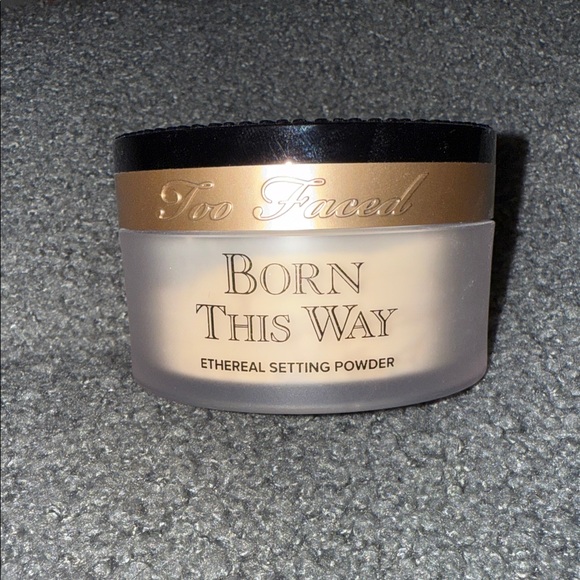 Too Faced
BORN
THIS WAY
ETHEREAL SETTING POWDER